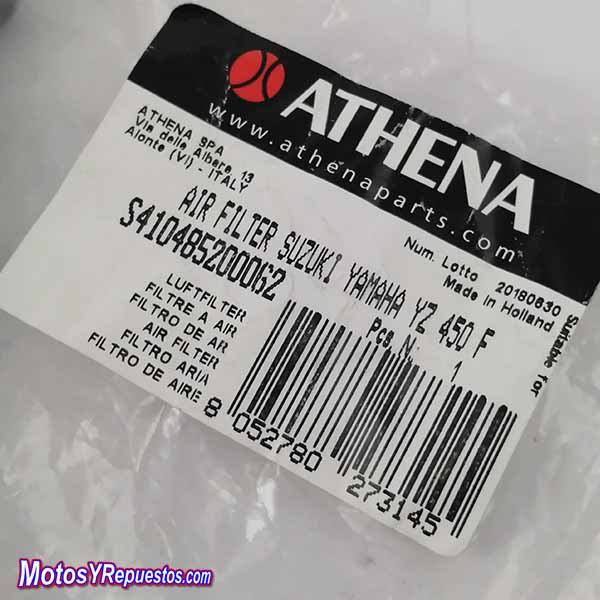 ATHENA
www.athenaparts.com
ATHENA SPA
Via delle Albere, 13
Alonte (VI) - ITALY
Num. Lotto 20180830
Made in Holland
Suitable for
AIR FILTER SUZUKI YAMAHA YZ 450 F
S410485200062
Pcs N. 1
LUFTFILTER
FILTRE A AIR
FILTRO DE AR
AIR FILTER
FILTRO ARIA
FILTRO DE AIRE
8 052780 273145
MotosYRepuestos.com